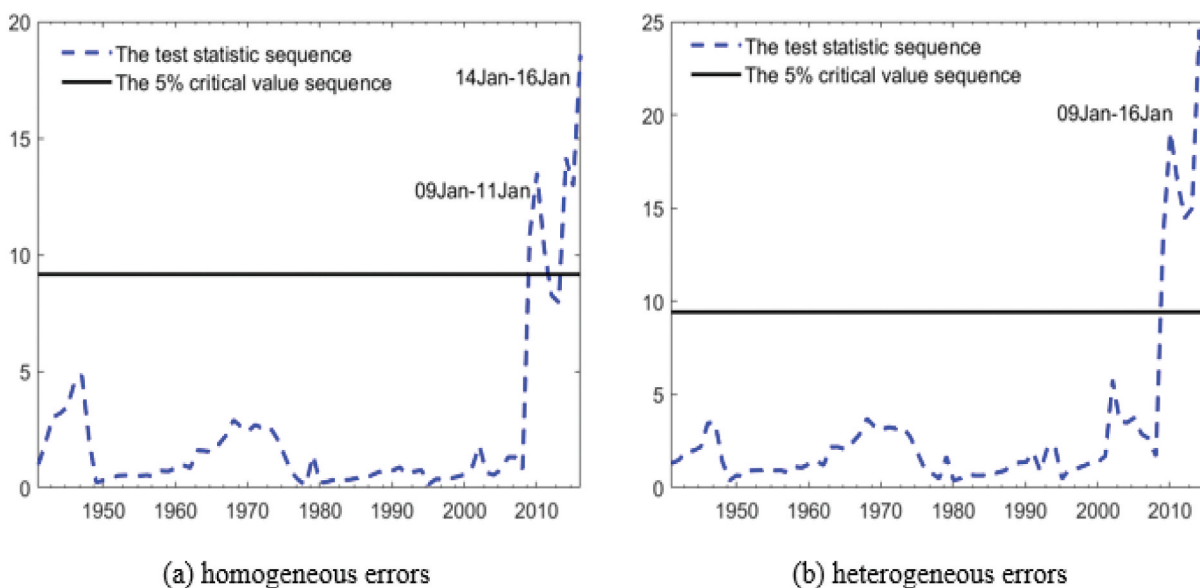 20
15
10
5
0
The test statistic sequence
The 5% critical value sequence
14Jan-16Jan
09Jan-11Jan
1950 1960 1970 1980 1990 2000 2010
(a) homogeneous errors
25
20
15
10
5
0
The test statistic sequence
The 5% critical value sequence
09Jan-16Jan
1950 1960 1970 1980 1990 2000 2010
(b) heterogeneous errors